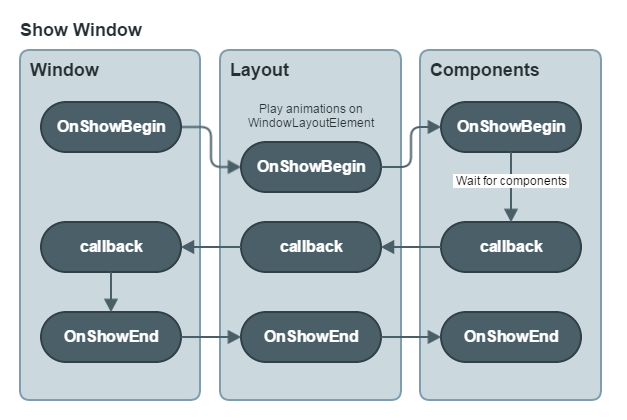 Show Window
Window
Layout
Components
Play animations on
WindowLayoutElement
OnShowBegin
OnShowBegin
OnShowBegin
Wait for components
callback
callback
callback
OnShowEnd
OnShowEnd
OnShowEnd